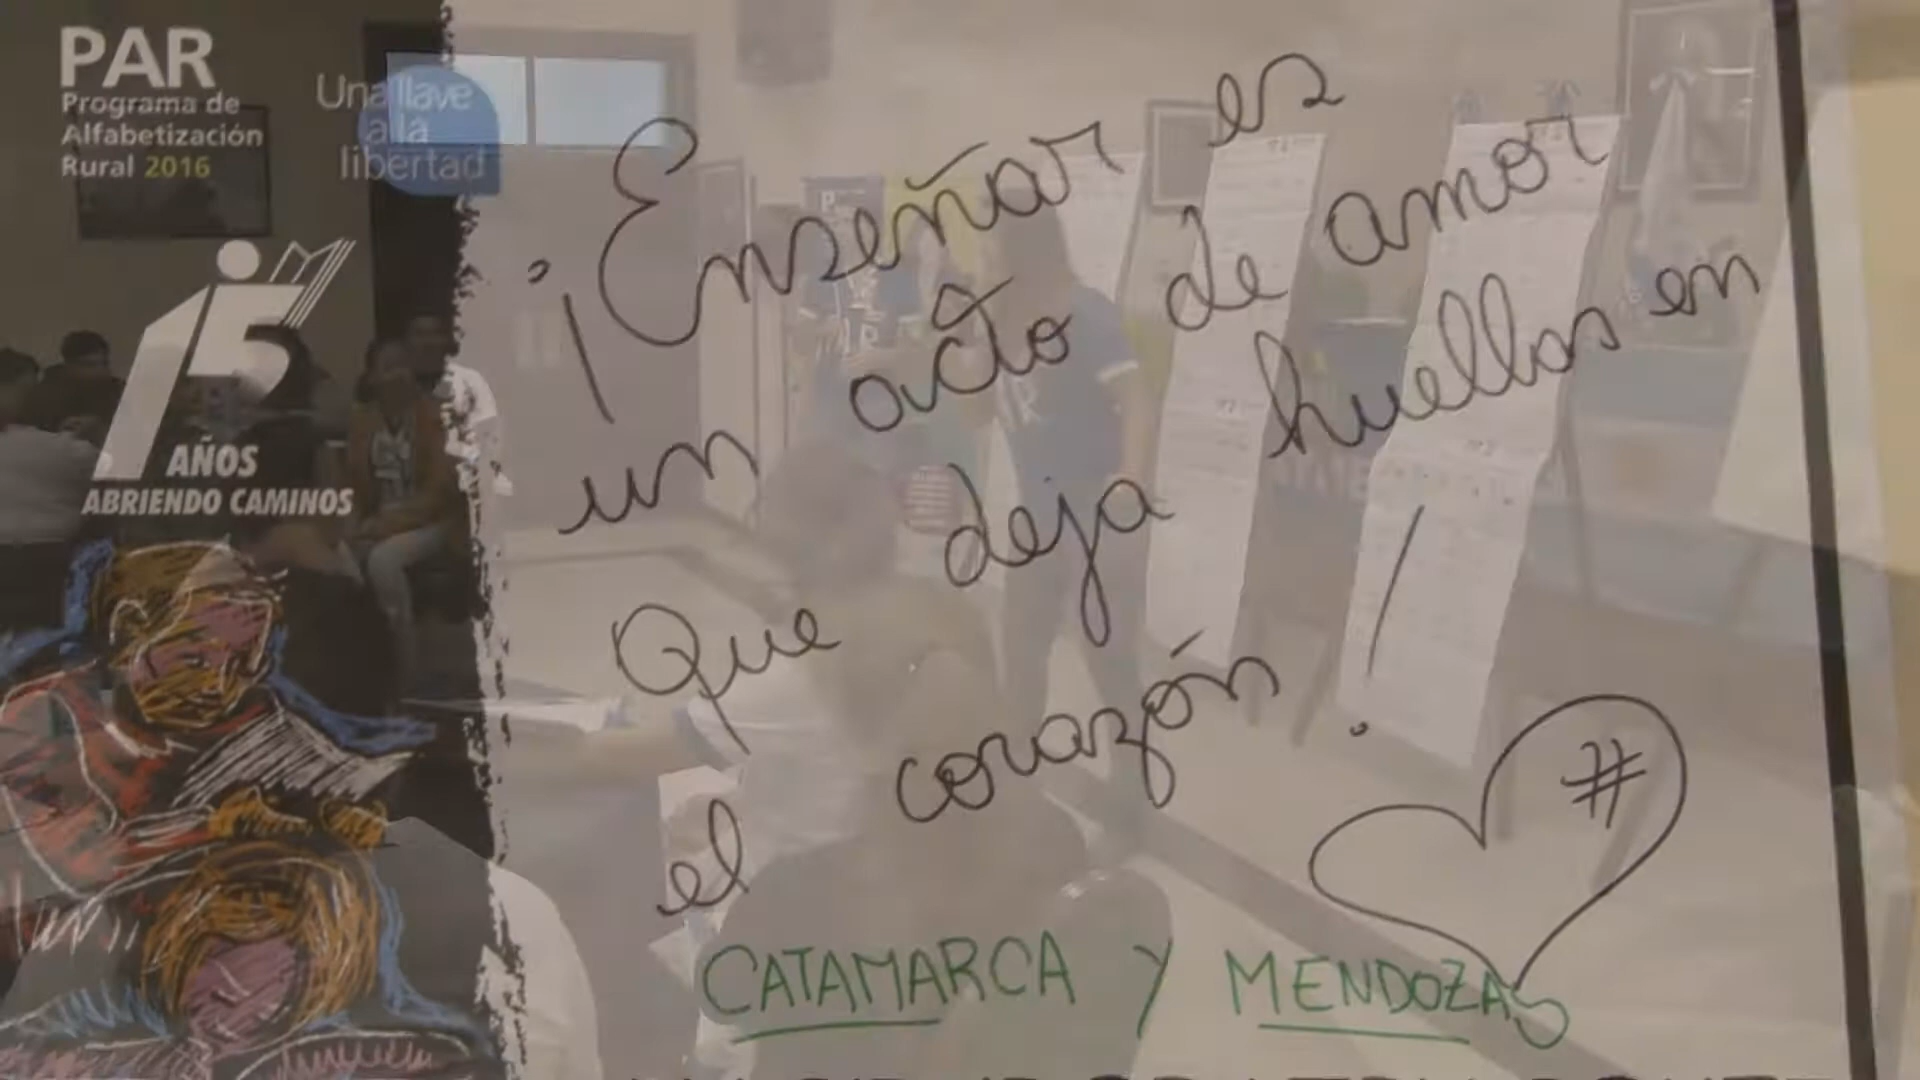 PAR
Programa de
Alfabetización
Rural 2016
Una llave
a la
libertad
15
AÑOS
ABRIENDO CAMINOS
¡Enseñar es
un acto de amor
Que deja huellas en
el corazón!
#
CATAMARCA Y MENDOZA